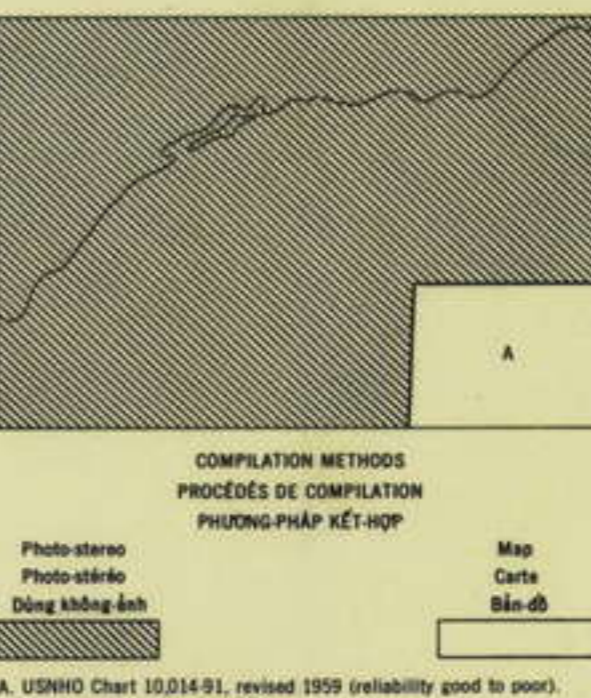 A
COMPILATION METHODS
PROCÉDÉS DE COMPILATION
PHƯƠNG-PHÁP KẾT-HỢP
Photo-stereo
Photo-stéréo
Dùng không-ảnh
Map
Carte
Bản-đồ
A. USNHO Chart 10,014-91, revised 1959 (reliability good to poor).